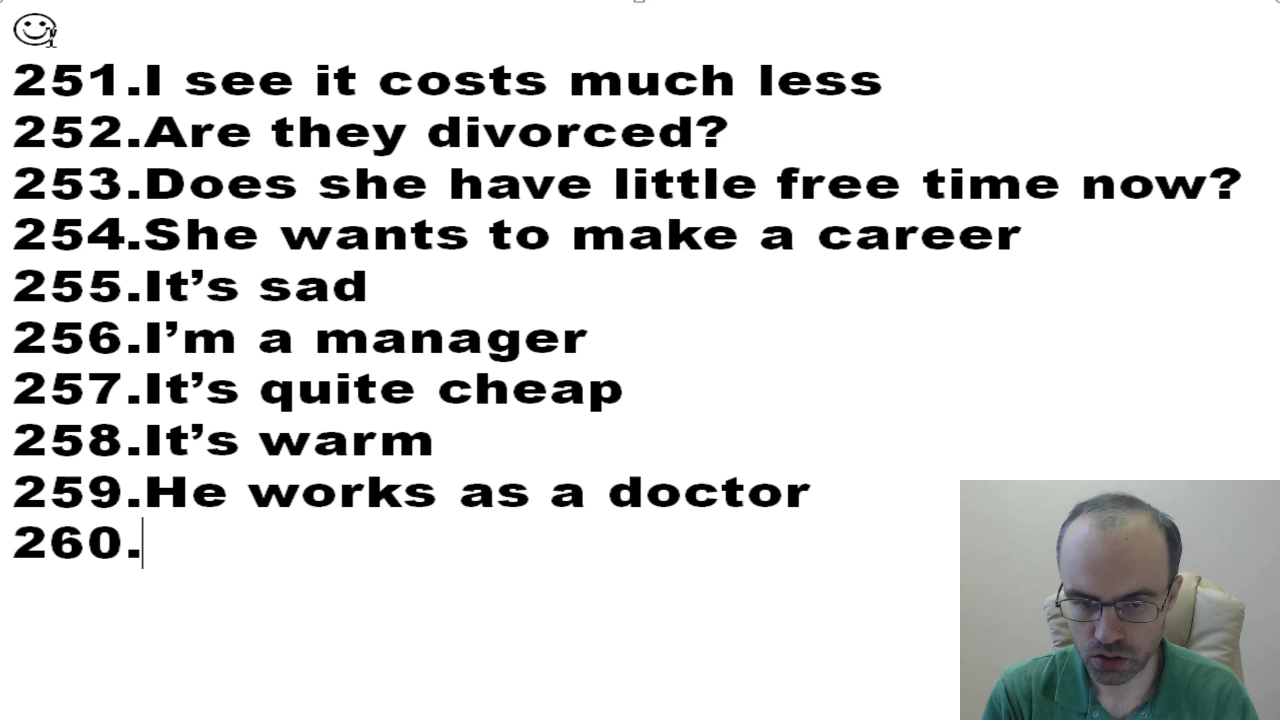 251.I see it costs much less
252.Are they divorced?
253.Does she have little free time now?
254.She wants to make a career
255.It’s sad
256.I’m a manager
257.It’s quite cheap
258.It’s warm
259.He works as a doctor
260.